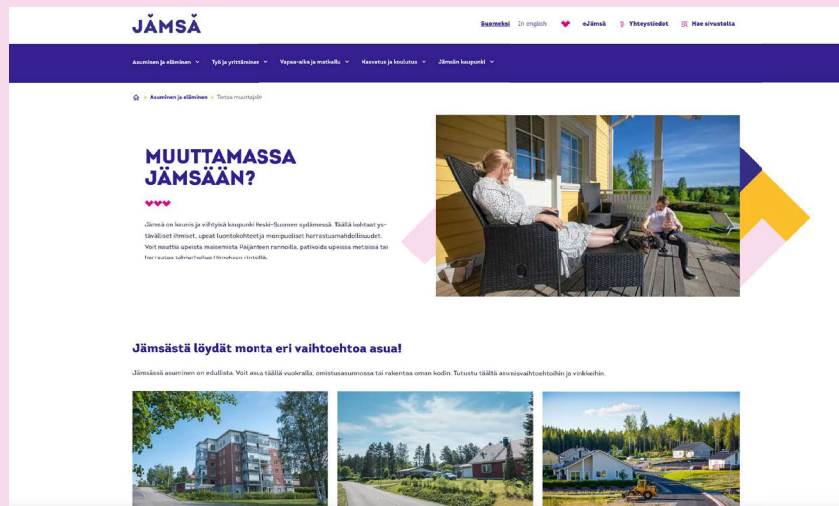 JÄMSÄ
Suomeksi In english eJämsä Yhteystiedot Hae sivustolta
Asuminen ja eläminen Työ ja yrittäminen Vapaa-aika ja matkailu Kasvatus ja koulutus Jämsän kaupunki
Asuminen ja eläminen Tietoa muuttajalle
MUUTTAMASSA
JÄMSÄÄN?
Jämsä on kaunis ja viihtyisä kaupunki Keski-Suomen sydämessä. Täällä kohtaat ys-
tävälliset ihmiset, upeat luontokohteet ja monipuoliset harrastusmahdollisuudet.
Voit nauttia upeista maisemista Päijänteen rannoilla, patikoida upeissa metsissä tai
Jämsästä löydät monta eri vaihtoehtoa asua!
Jämsässä asuminen on edullista. Voit asua täällä vuokralla, omistusasunnossa tai rakentaa oman kodin. Tutustu täältä asumisvaihtoehtoihin ja vinkkeihin.